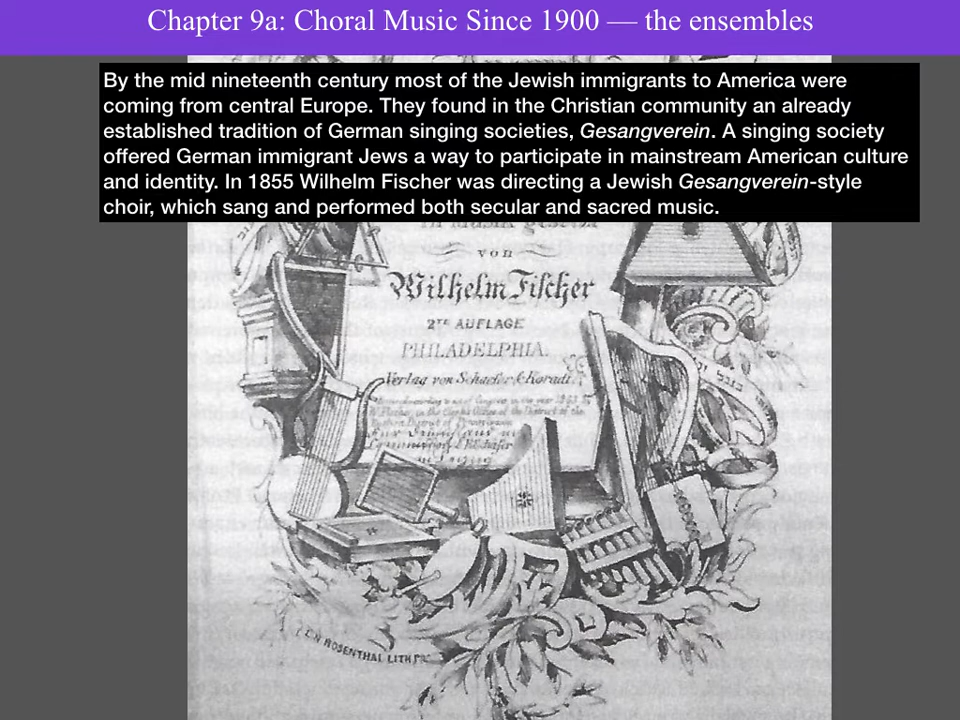 Chapter 9a: Choral Music Since 1900 — the ensembles
By the mid nineteenth century most of the Jewish immigrants to America were
coming from central Europe. They found in the Christian community an already
established tradition of German singing societies, Gesangverein. A singing society
offered German immigrant Jews a way to participate in mainstream American culture
and identity. In 1855 Wilhelm Fischer was directing a Jewish Gesangverein-style
choir, which sang and performed both secular and sacred music.
von
Wilhelm Fischer
2TE AUFLAGE
PHILADELPHIA.
Verlag von Schaefer & Koradi.
ROSENTHAL LITH